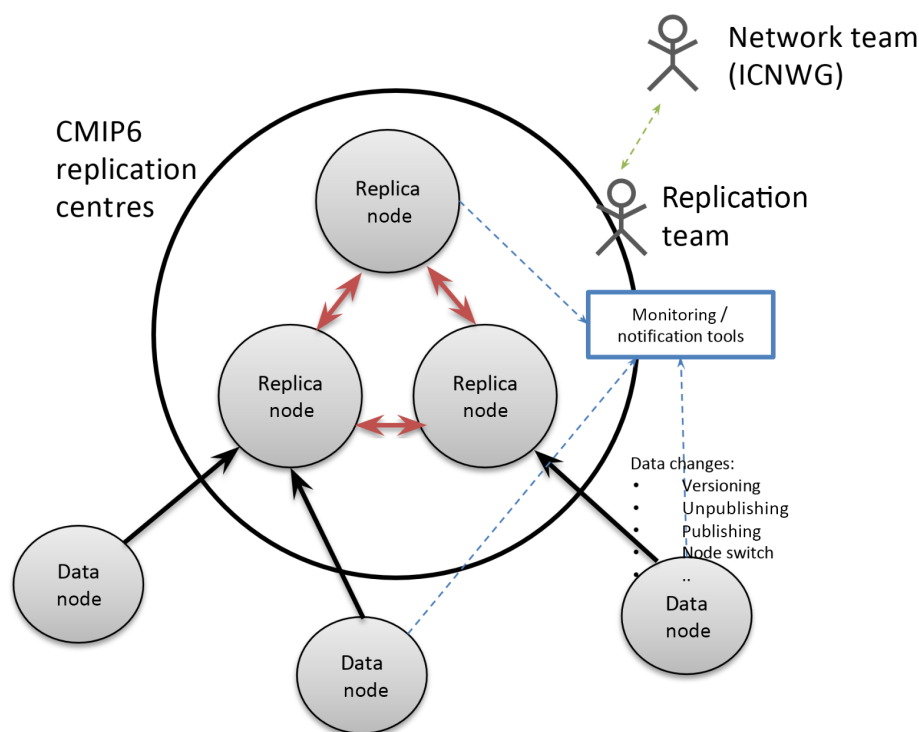 Network team
(ICNWG)
CMIP6
replication
centres
Replica
node
Replication
team
Monitoring /
notification tools
Replica
node
Replica
node
Data changes:
• Versioning
• Unpublishing
• Publishing
• Node switch
• ..
Data
node
Data
node
Data
node